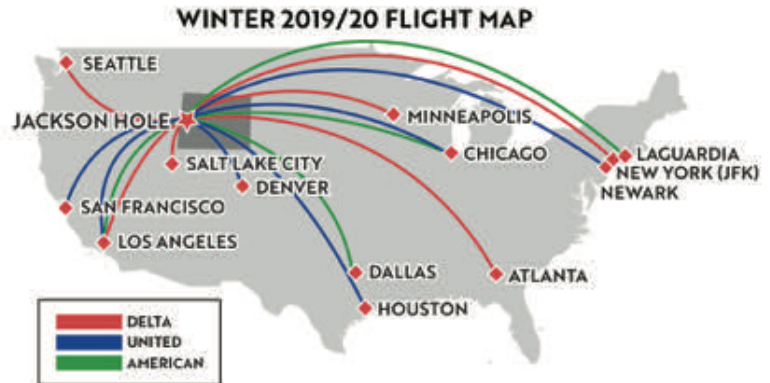 WINTER 2019/20 FLIGHT MAP
SEATTLE
JACKSON HOLE
MINNEAPOLIS
CHICAGO
LAGUARDIA
NEW YORK (JFK)
NEWARK
SALT LAKE CITY
DENVER
SAN FRANCISCO
LOS ANGELES
DALLAS
ATLANTA
HOUSTON
DELTA
UNITED
AMERICAN